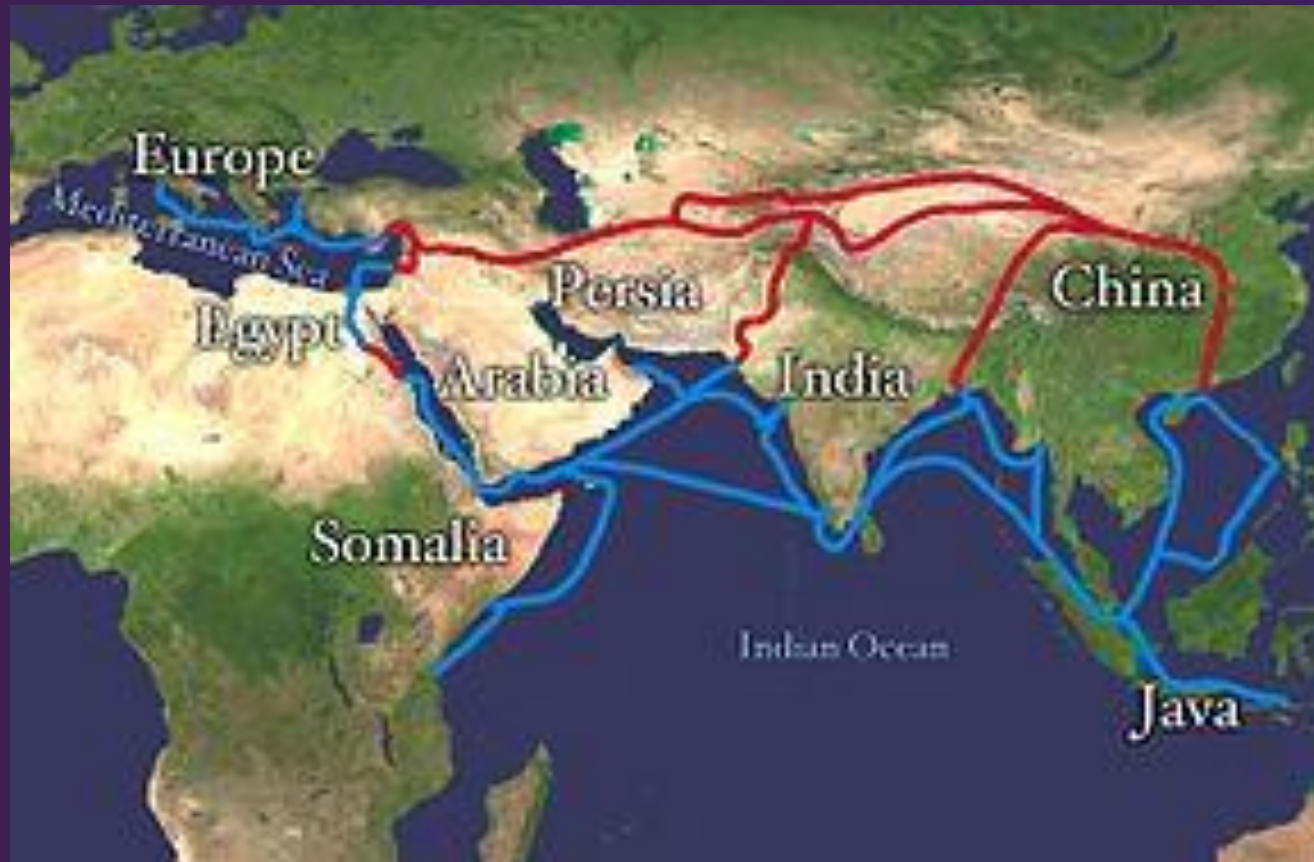 Europe
Mediterranean Sea
Egypt
Persia
China
Arabia
India
Somalia
Indian Ocean
Java